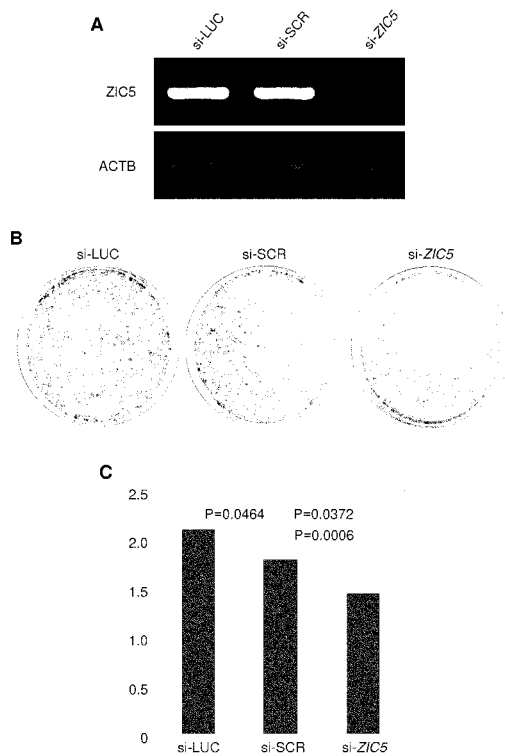 A
si-LUC si-SCR si-ZIC5
ZIC5
ACTB
B
si-LUC si-SCR si-ZIC5
C
2.5
P=0.0464 P=0.0372
P=0.0006
2.0
1.5
1.0
0.5
0
si-LUC si-SCR si-ZIC5